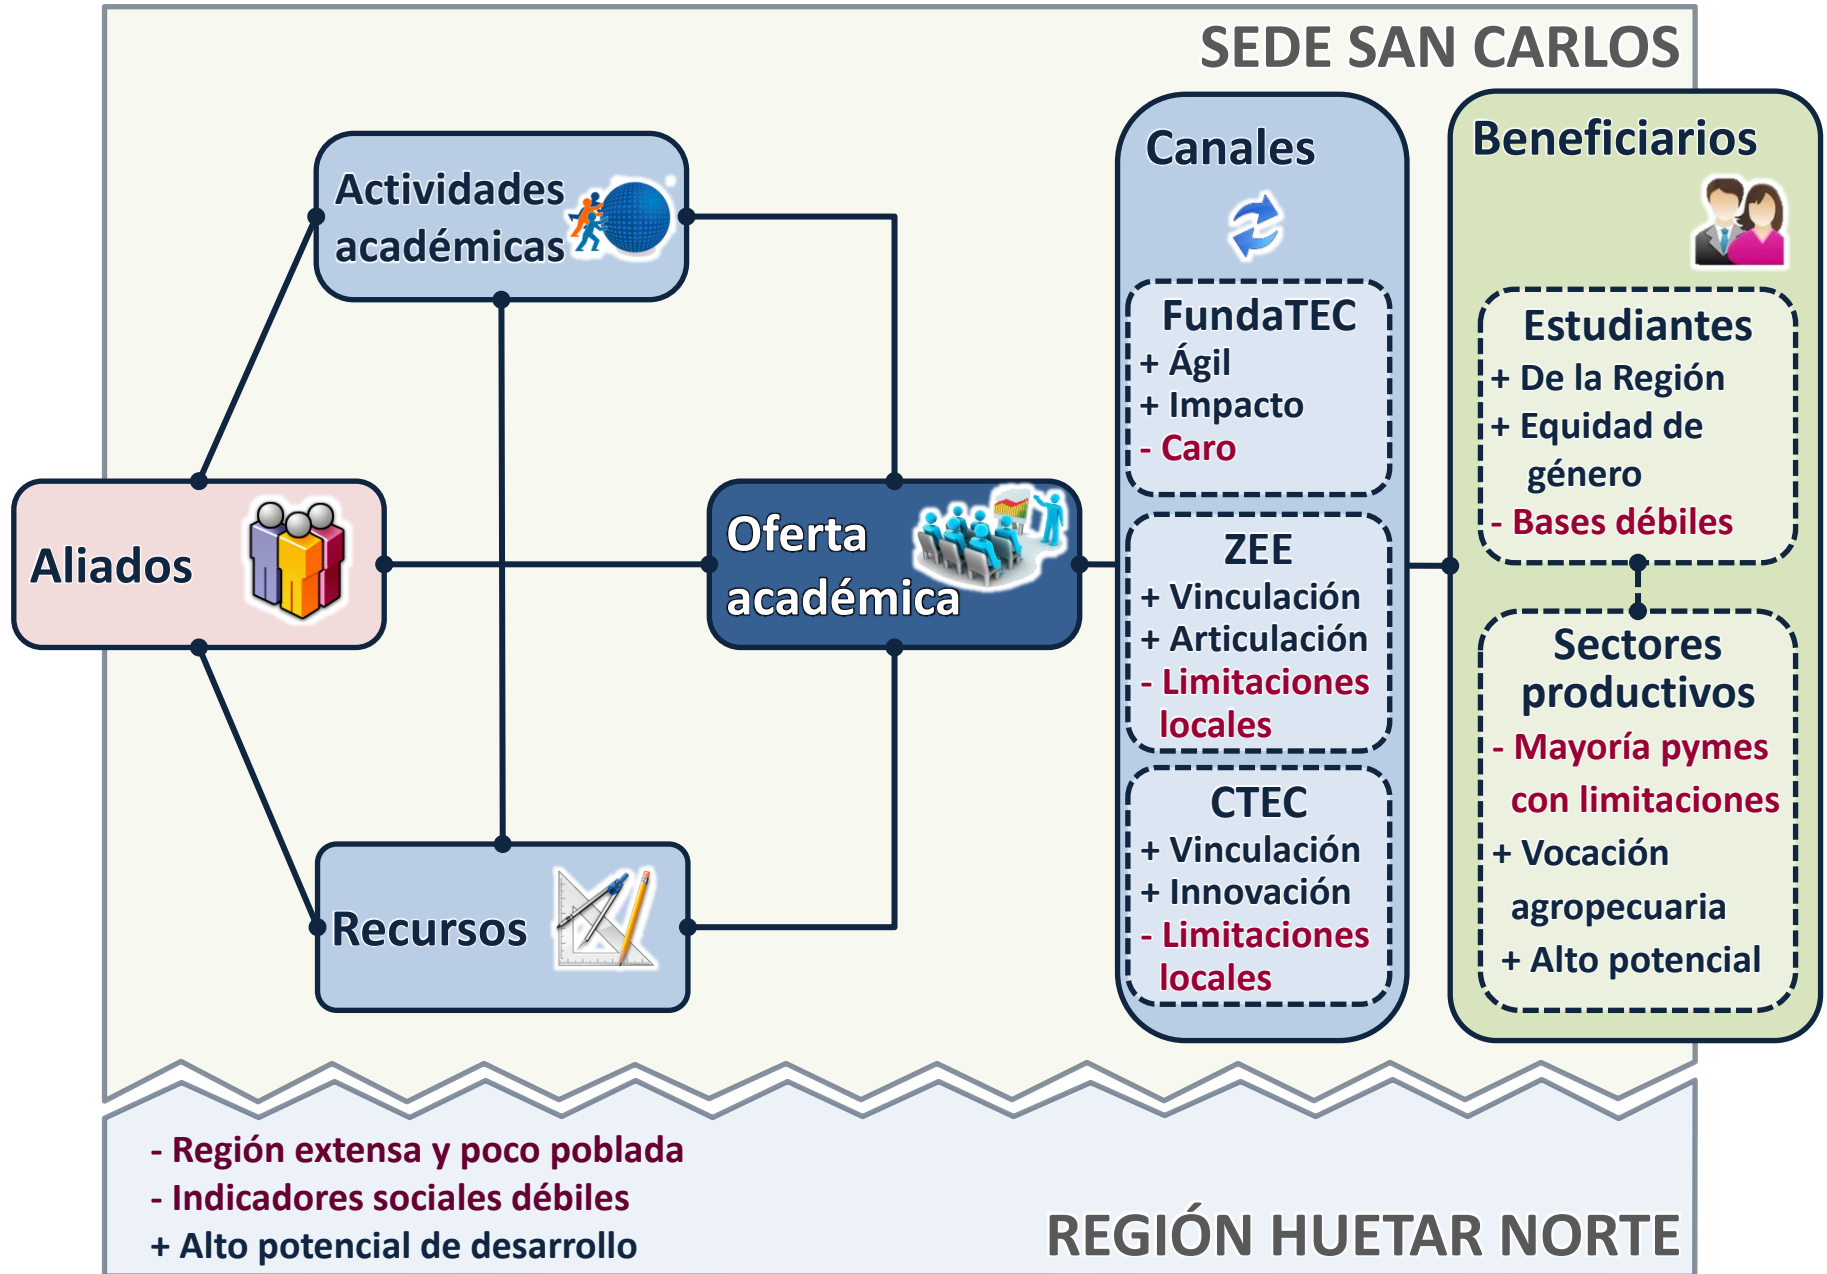 SEDE SAN CARLOS
Actividades
académicas
Aliados
Oferta
académica
Recursos
Canales
FundaTEC
+ Ágil
+ Impacto
- Caro
ZEE
+ Vinculación
+ Articulación
- Limitaciones
locales
CTEC
+ Vinculación
+ Innovación
- Limitaciones
locales
Beneficiarios
Estudiantes
+ De la Región
+ Equidad de
género
- Bases débiles
Sectores
productivos
- Mayoría pymes
con limitaciones
+ Vocación
agropecuaria
+ Alto potencial
- Región extensa y poco poblada
- Indicadores sociales débiles
+ Alto potencial de desarrollo
REGIÓN HUETAR NORTE